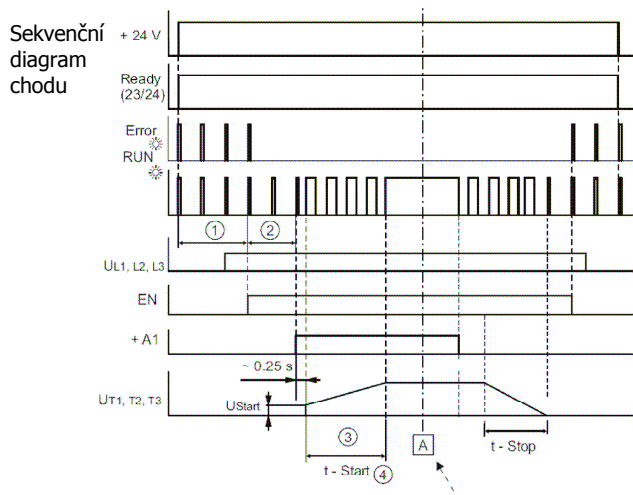 Sekvenční
diagram
chodu
+ 24 V
Ready
(23/24)
Error
RUN
1
2
UL1, L2, L3
EN
+ A1
~ 0.25 s
UT1, T2, T3
UStart
3
t - Start 4
A
t - Stop